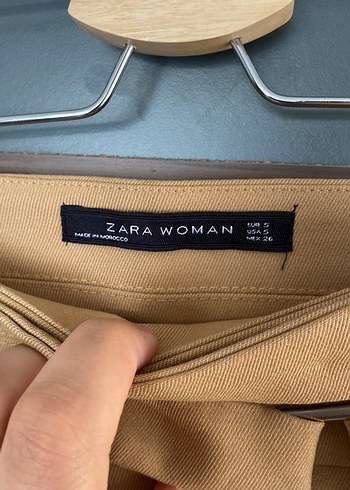 ZARA WOMAN
MADE IN MOROCCO
EUR S
USA S
MEX 26